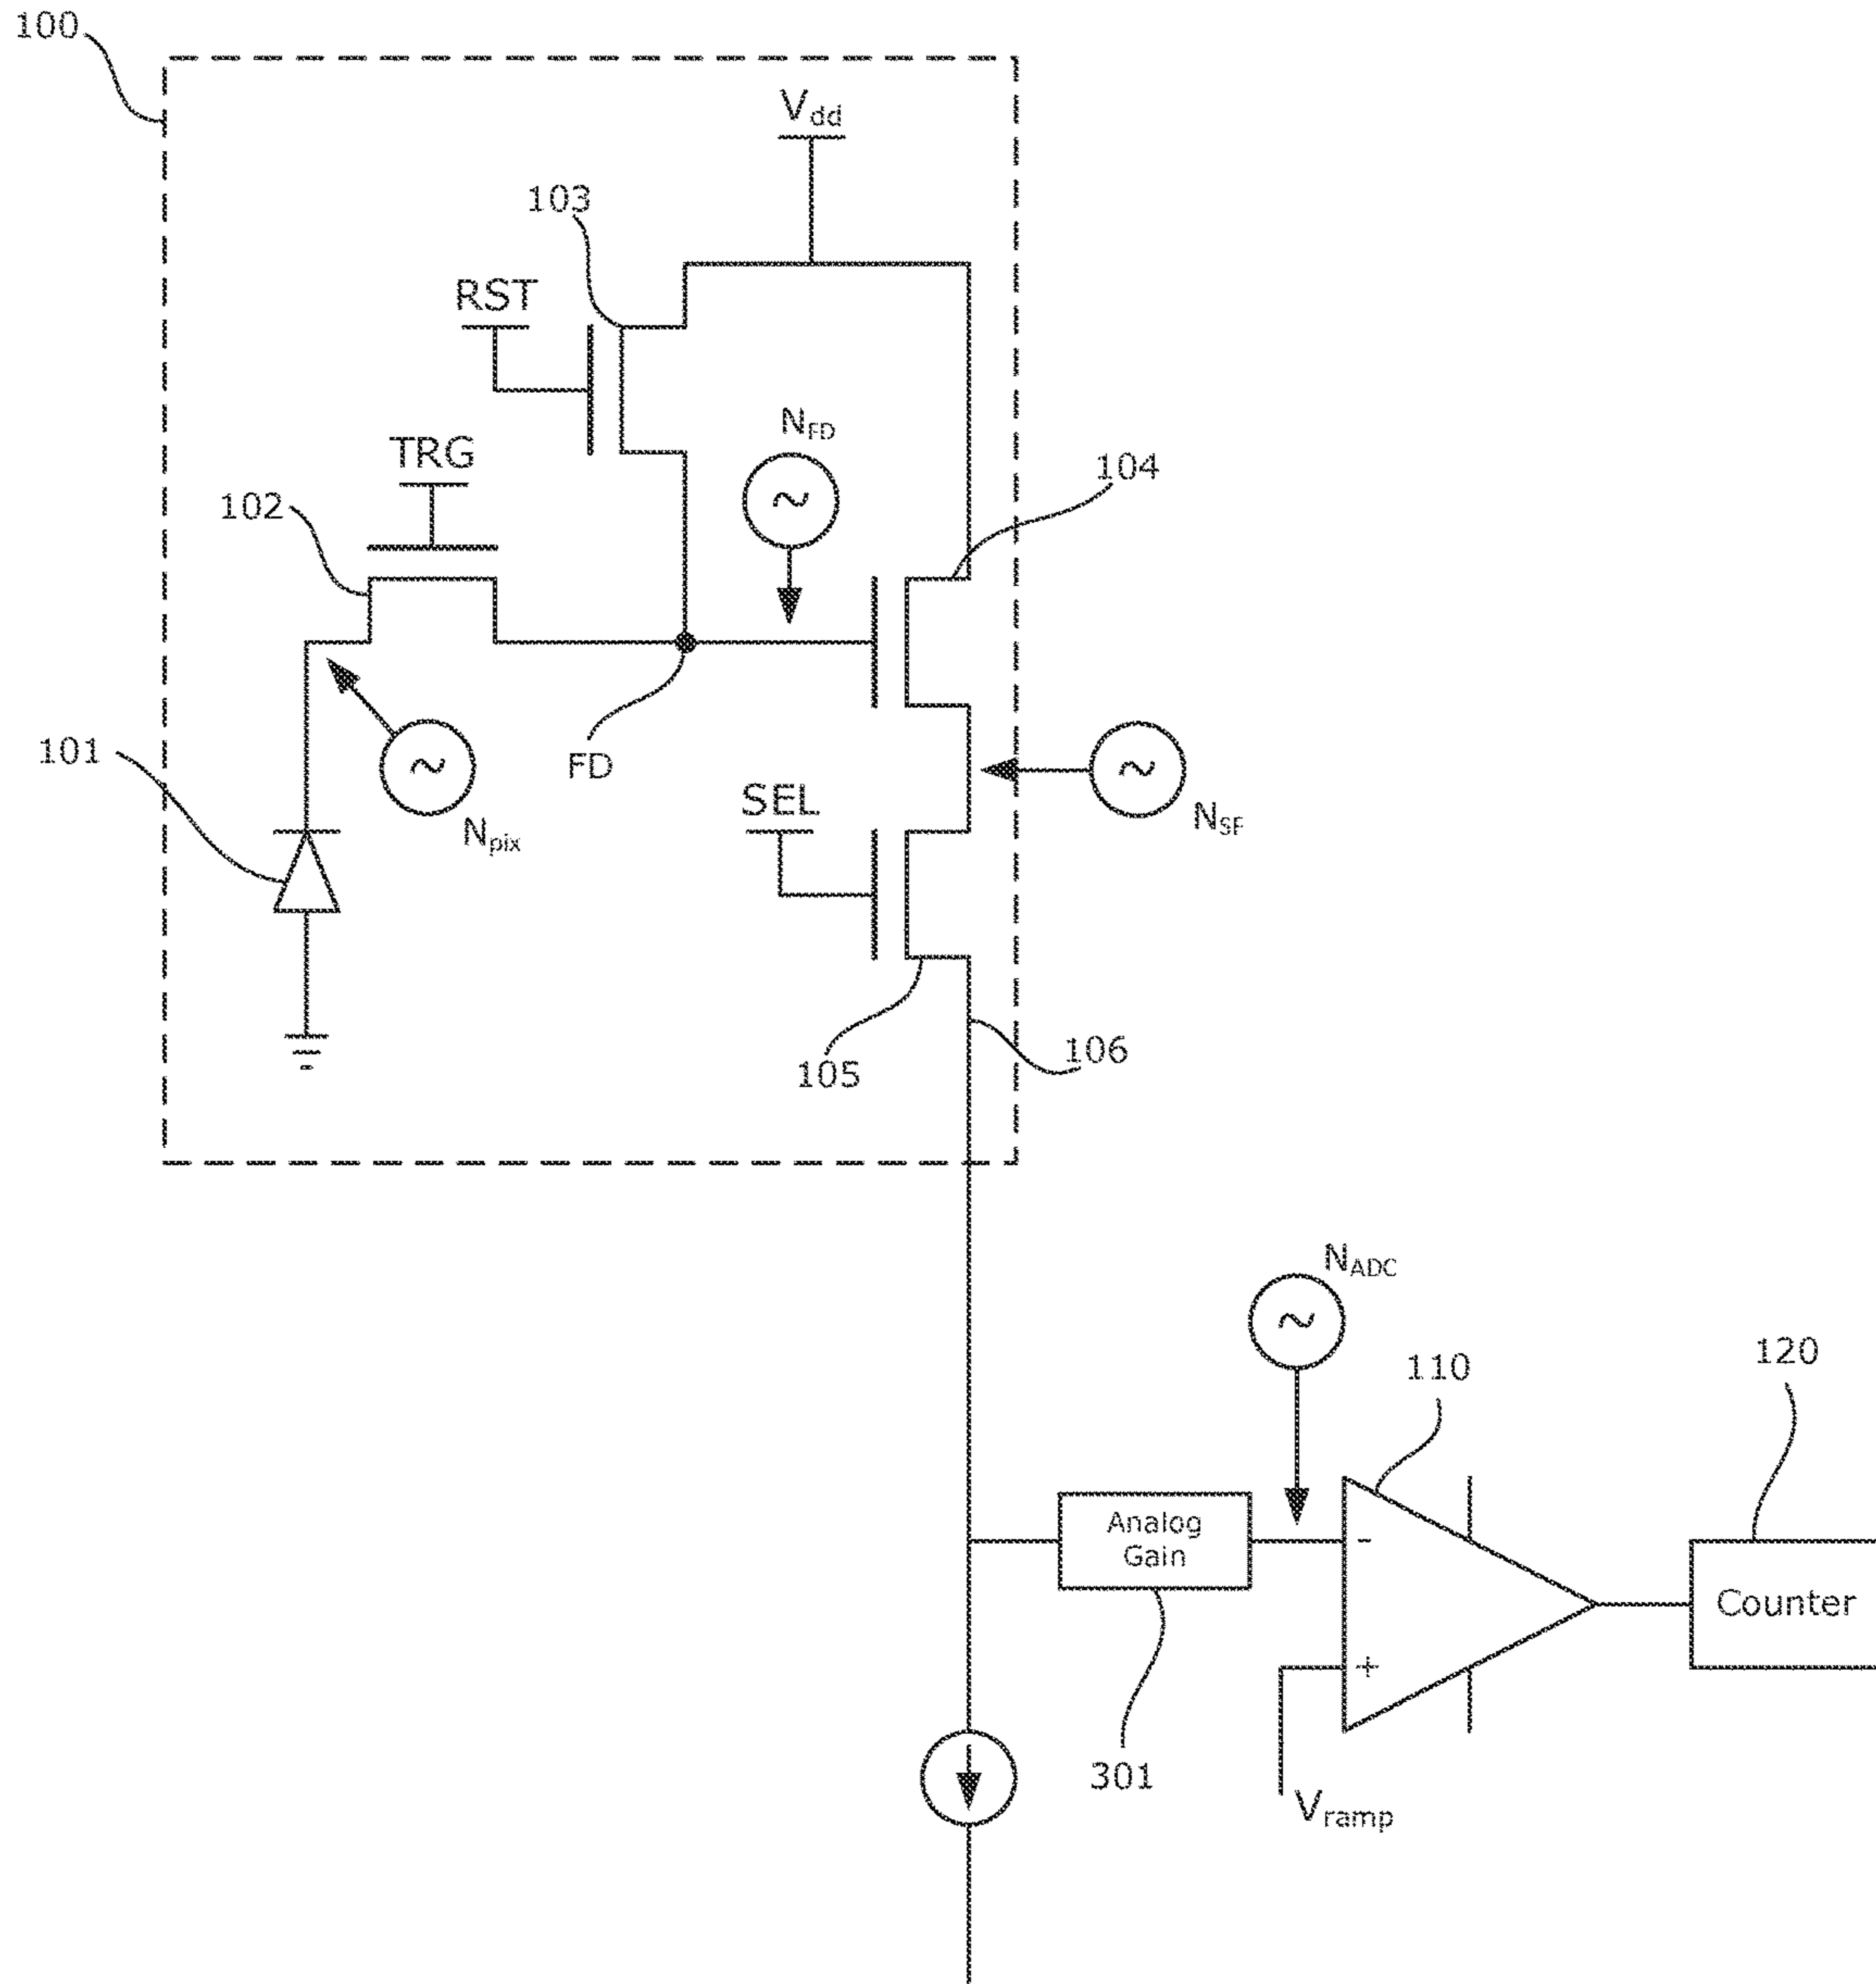 100
Vdd
103
RST
NFD
TRG
104
102
FD
101
Npix
SEL
NSF
106
105
NADC
120
110
Analog
Gain
-
Counter
+
301
Vramp